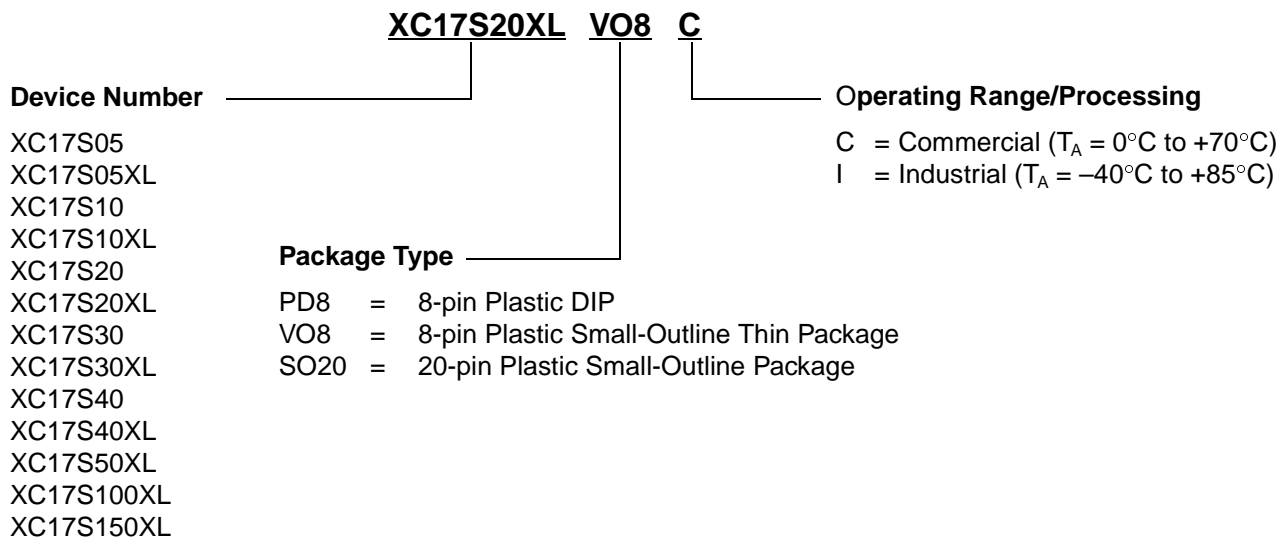 XC17S20XL VO8 C
Device Number
XC17S05
XC17S05XL
XC17S10
XC17S10XL
XC17S20
XC17S20XL
XC17S30
XC17S30XL
XC17S40
XC17S40XL
XC17S50XL
XC17S100XL
XC17S150XL
Package Type
PD8 = 8-pin Plastic DIP
VO8 = 8-pin Plastic Small-Outline Thin Package
SO20 = 20-pin Plastic Small-Outline Package
Operating Range/Processing
C = Commercial (TA = 0°C to +70°C)
I = Industrial (TA = –40°C to +85°C)